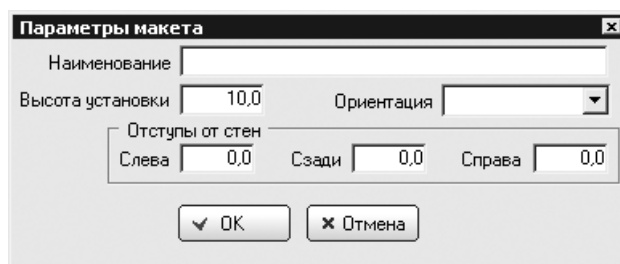 Параметры макета
Наименование
Высота установки 10,0 Ориентация
Отступы от стен
Слева 0,0 Сзади 0,0 Справа 0,0
OK Отмена